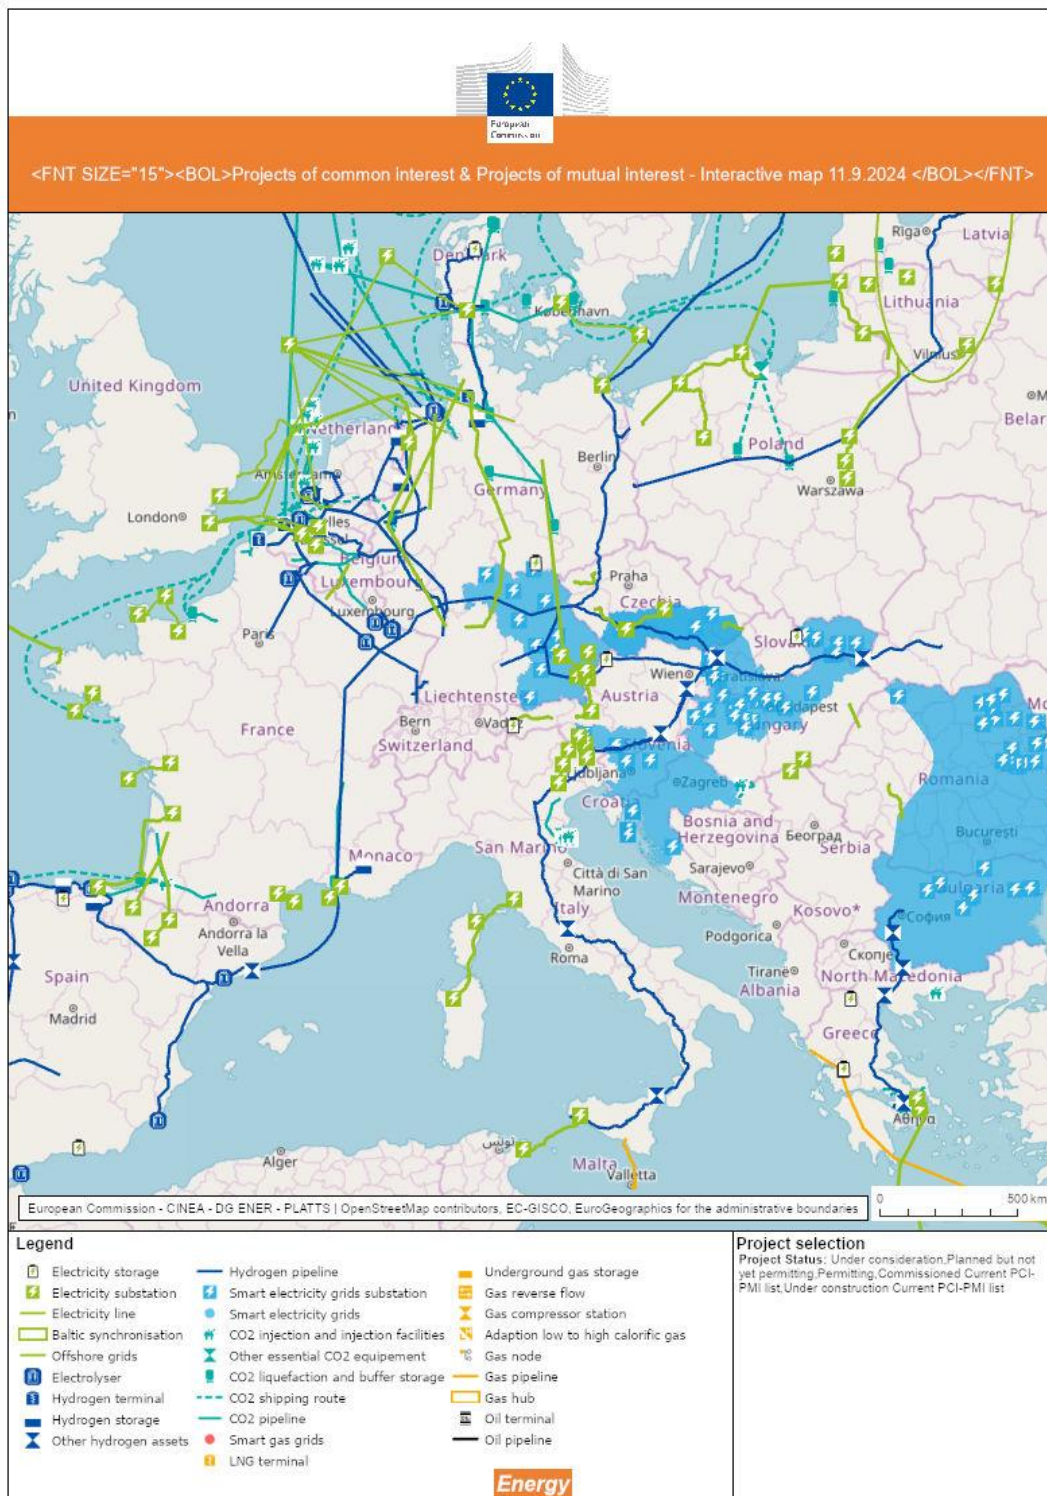 European
Commission
<FNT SIZE="15"><BOL>Projects of common interest & Projects of mutual interest - Interactive map 11.9.2024 </BOL></FNT>
Denmark
Rīga
Latvia
København
Lithuania
Vilnius
United Kingdom
Netherlan
Belar
Poland
Berlin
Germany
Warszawa
London
Belgium
Luxembourg
Luxembourg
Praha
Czechia
Paris
Slovak
Wien
Bratislava
Liechtenste
Austria
Budapest
Hungary
France
Bern
Vaduz
Switzerland
Slovenia
Ljubljana
Zagreb
Romania
Croati
Bosnia and
Herzegovina
Београд
Serbia
București
San Marino
Monaco
Sarajevo
Città di San
Marino
Montenegro
Bulgaria
Andorra
Andorra la
Vella
Italy
Kosovo*
София
Podgorica
Roma
Скопје
Spain
Tiranë
North Macedonia
Albania
Madrid
Greece
Αθήνα
تونس
Alger
Malta
Valletta
European Commission - CINEA - DG ENER - PLATTS | OpenStreetMap contributors, EC-GISCO, EuroGeographics for the administrative boundaries
0
500 km
Legend
Electricity storage
Electricity substation
Electricity line
Baltic synchronisation
Offshore grids
Electrolyser
Hydrogen terminal
Hydrogen storage
Other hydrogen assets
Hydrogen pipeline
Smart electricity grids substation
Smart electricity grids
CO2 injection and injection facilities
Other essential CO2 equipement
CO2 liquefaction and buffer storage
CO2 shipping route
CO2 pipeline
Smart gas grids
LNG terminal
Underground gas storage
Gas reverse flow
Gas compressor station
Adaption low to high calorific gas
Gas node
Gas pipeline
Gas hub
Oil terminal
Oil pipeline
Project selection
Project Status: Under consideration,Planned but not
yet permitting,Permitting,Commissioned Current PCI-
PMI list,Under construction Current PCI-PMI list
Energy